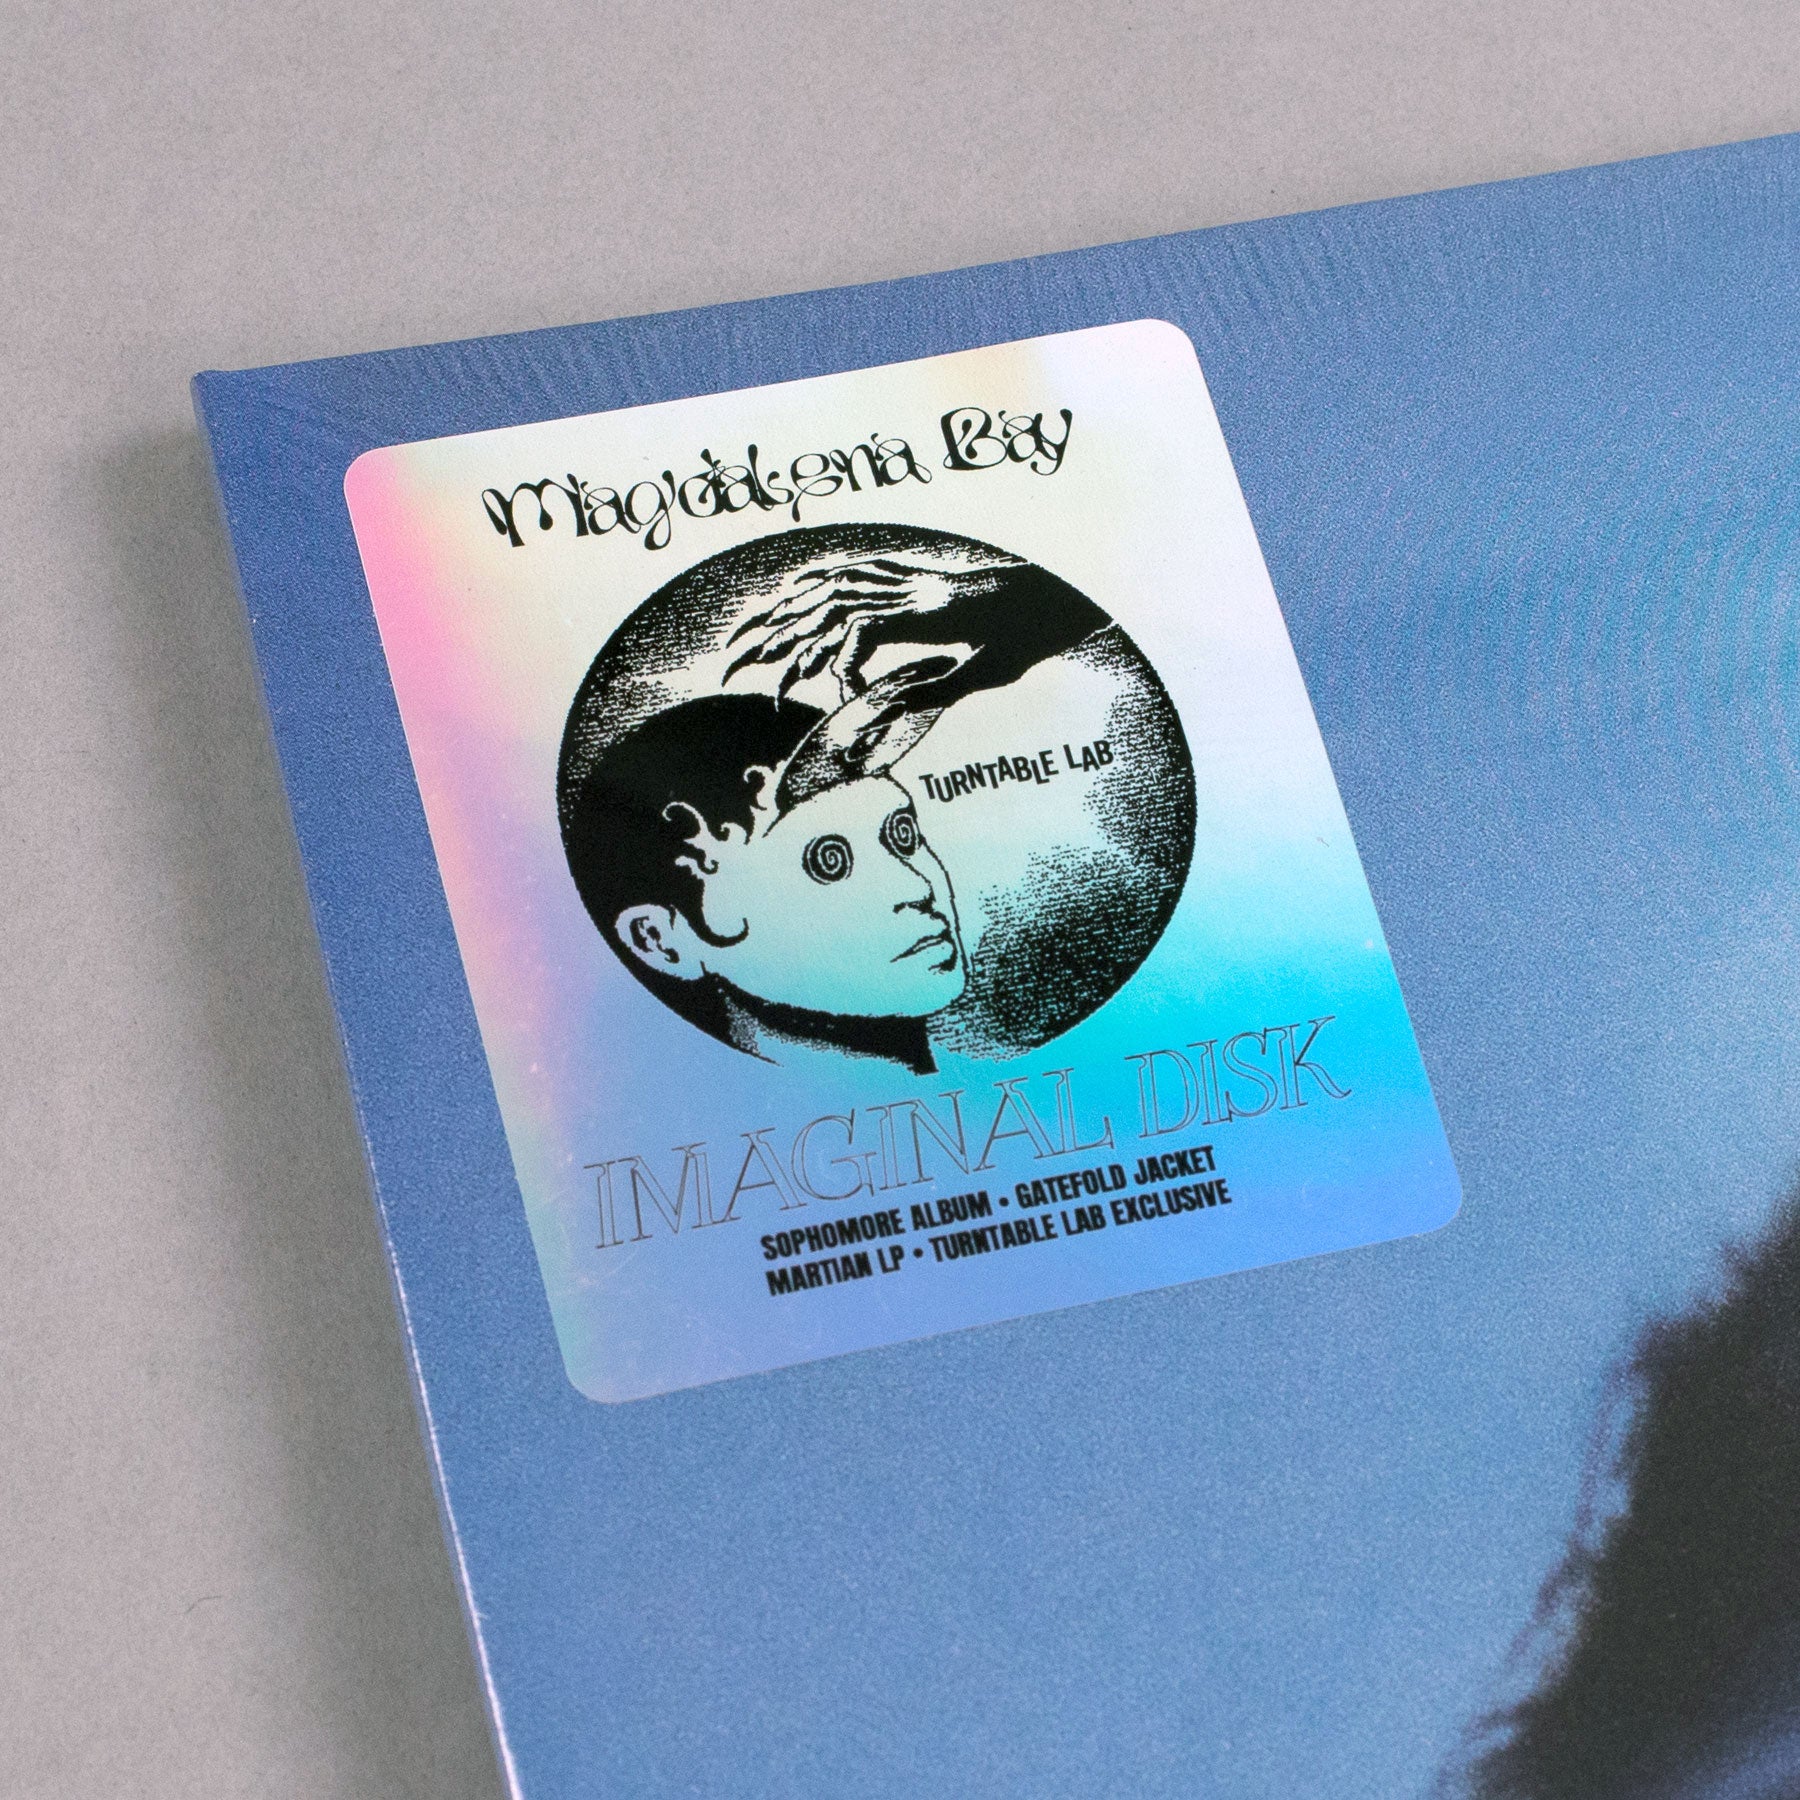 Magdalena Bay
TURNTABLE LAB
IMAGINAL DISK
SOPHOMORE ALBUM • GATEFOLD JACKET
MARTIAN LP • TURNTABLE LAB EXCLUSIVE